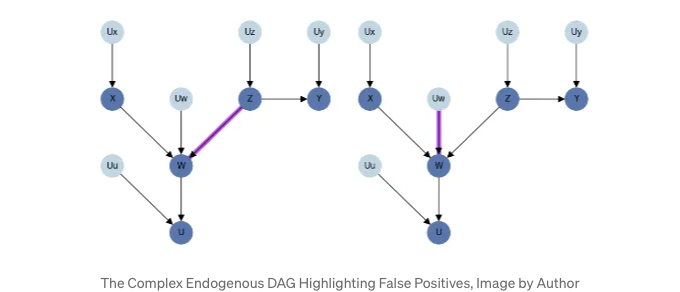 Ux Uz Uy Ux Uz Uy
X Uw Z Y X Uw Z Y
Uu W Uu W
U U
The Complex Endogenous DAG Highlighting False Positives, Image by Author